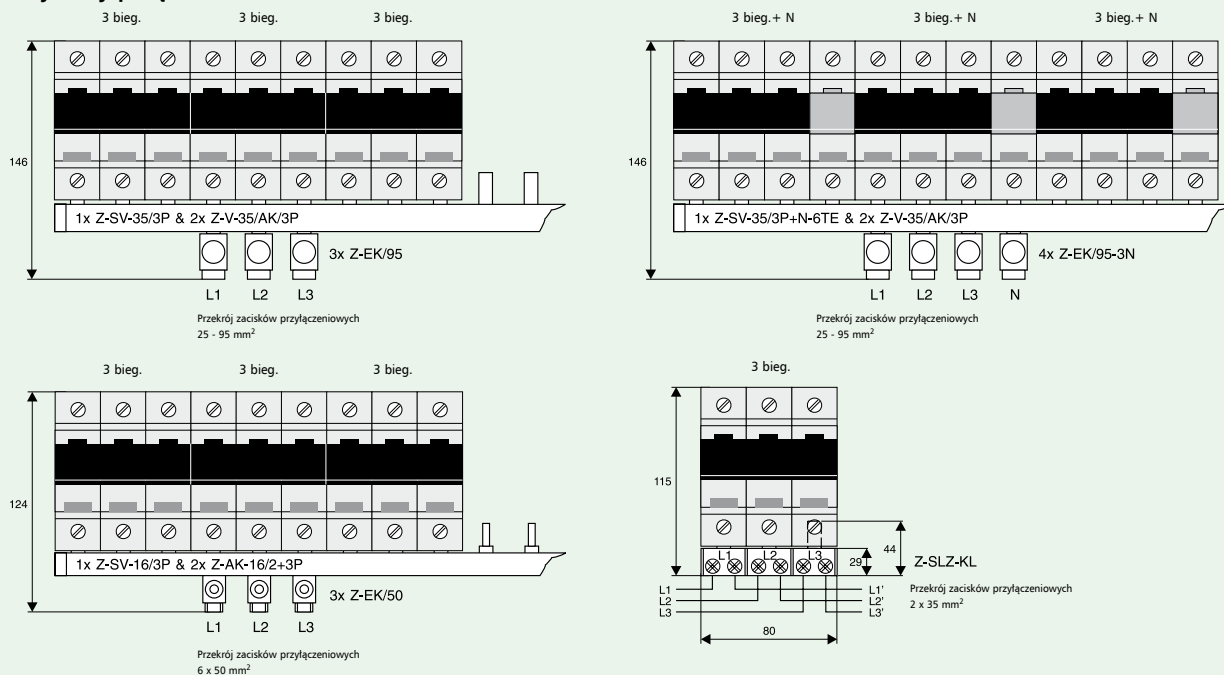 3 bieg.
3 bieg.
3 bieg.
146
1x Z-SV-35/3P & 2x Z-V-35/AK/3P
3x Z-EK/95
L1
L2
L3
Przekrój zacisków przyłączeniowych
25 - 95 mm²
3 bieg.+ N
3 bieg.+ N
3 bieg.+ N
146
1x Z-SV-35/3P+N-6TE & 2x Z-V-35/AK/3P
4x Z-EK/95-3N
L1
L2
L3
N
Przekrój zacisków przyłączeniowych
25 - 95 mm²
3 bieg.
3 bieg.
3 bieg.
124
1x Z-SV-16/3P & 2x Z-AK-16/2+3P
3x Z-EK/50
L1
L2
L3
Przekrój zacisków przyłączeniowych
6 x 50 mm²
3 bieg.
115
L1
L2
L3
29
44
Z-SLZ-KL
Przekrój zacisków przyłączeniowych
2 x 35 mm²
L1
L2
L3
L1'
L2'
L3'
80